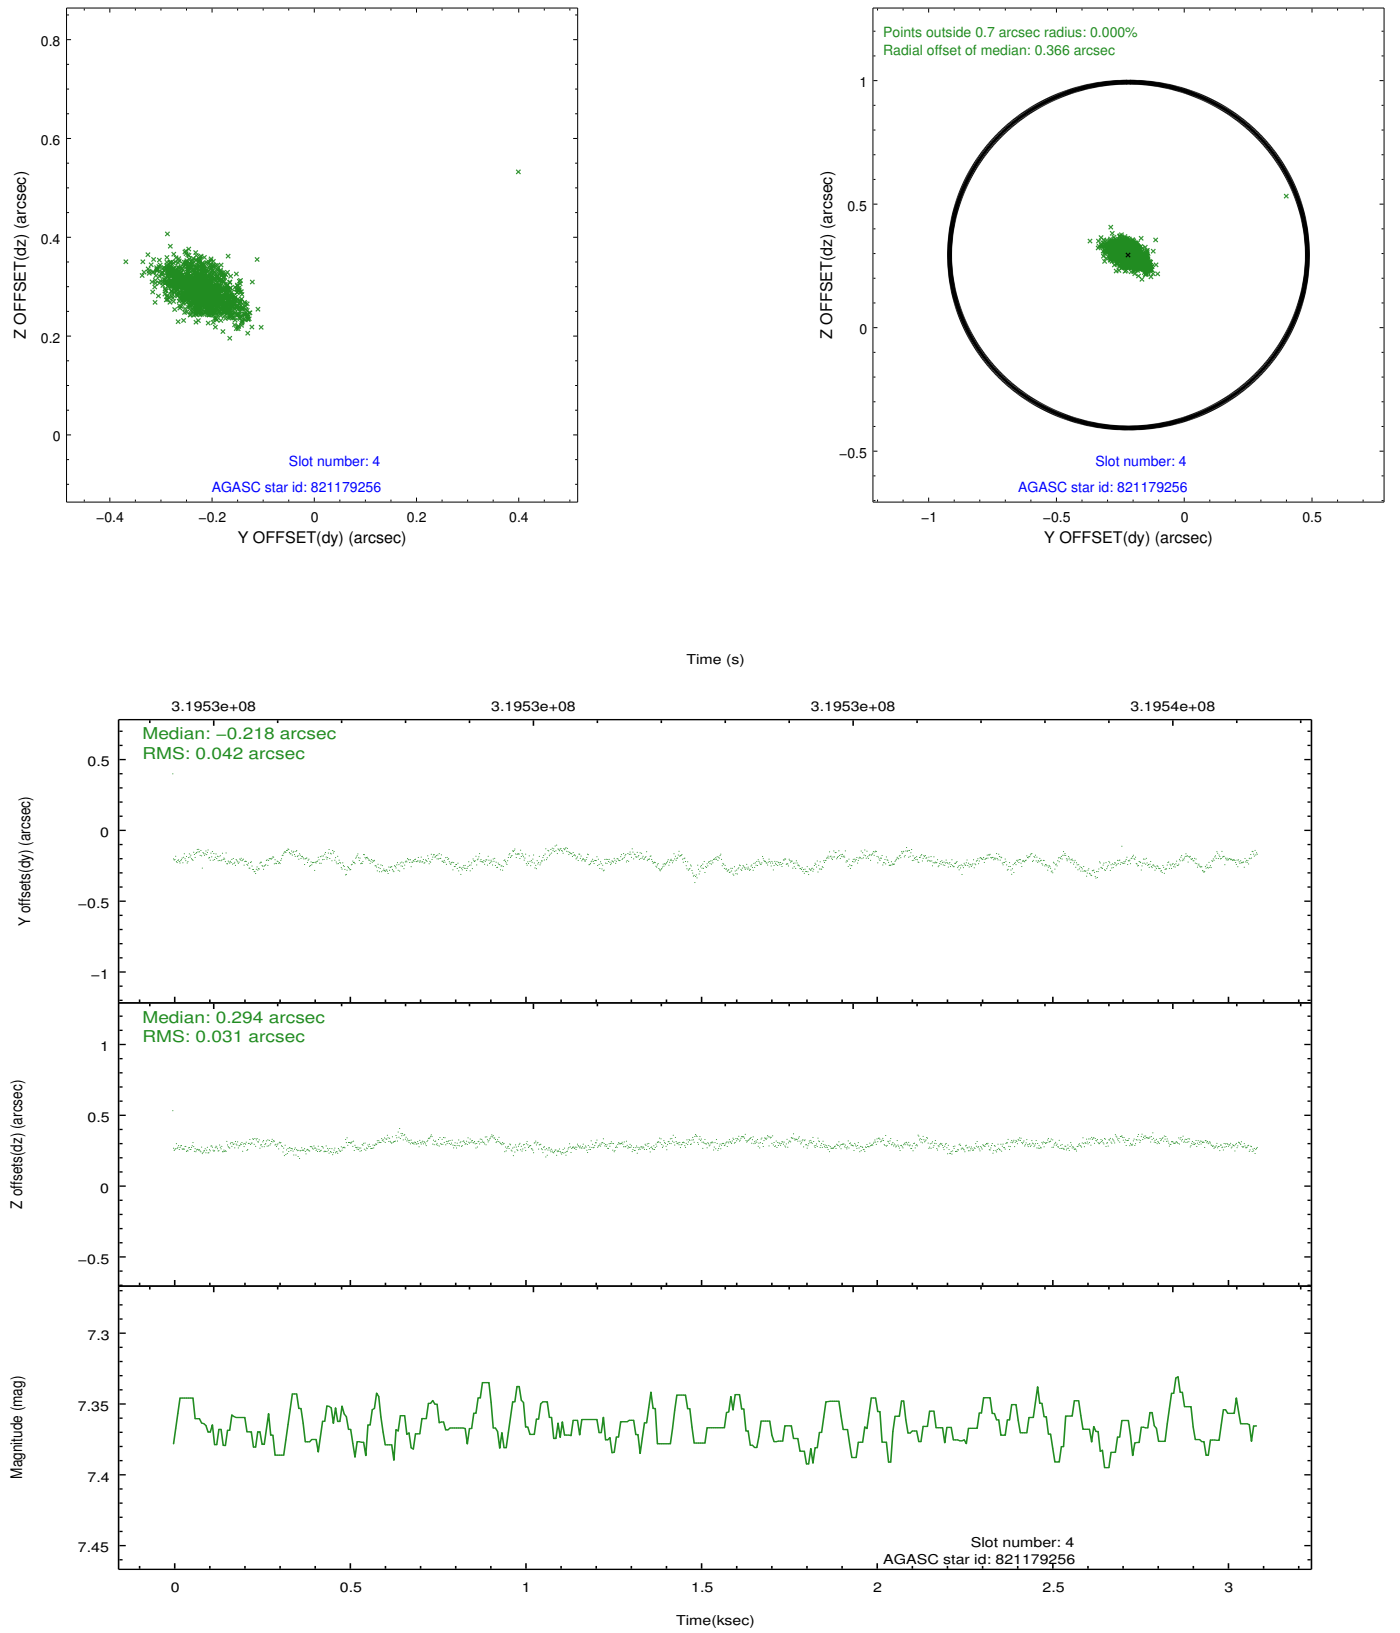 0.8
0.6
0.4
0.2
0
Z OFFSET(dz) (arcsec)
Slot number: 4
AGASC star id: 821179256
−0.4 −0.2 0 0.2 0.4
Y OFFSET(dy) (arcsec)
Points outside 0.7 arcsec radius: 0.000%
Radial offset of median: 0.366 arcsec
1
0.5
0
−0.5
Z OFFSET(dz) (arcsec)
Slot number: 4
AGASC star id: 821179256
−1 −0.5 0 0.5
Y OFFSET(dy) (arcsec)
Time (s)
3.1953e+08 3.1953e+08 3.1953e+08 3.1954e+08
Median: −0.218 arcsec
RMS: 0.042 arcsec
0.5
0
−0.5
−1
Y offsets(dy) (arcsec)
Median: 0.294 arcsec
RMS: 0.031 arcsec
1
0.5
0
−0.5
Z offsets(dz) (arcsec)
7.3
7.35
7.4
7.45
Magnitude (mag)
Slot number: 4
AGASC star id: 821179256
0 0.5 1 1.5 2 2.5 3
Time(ksec)